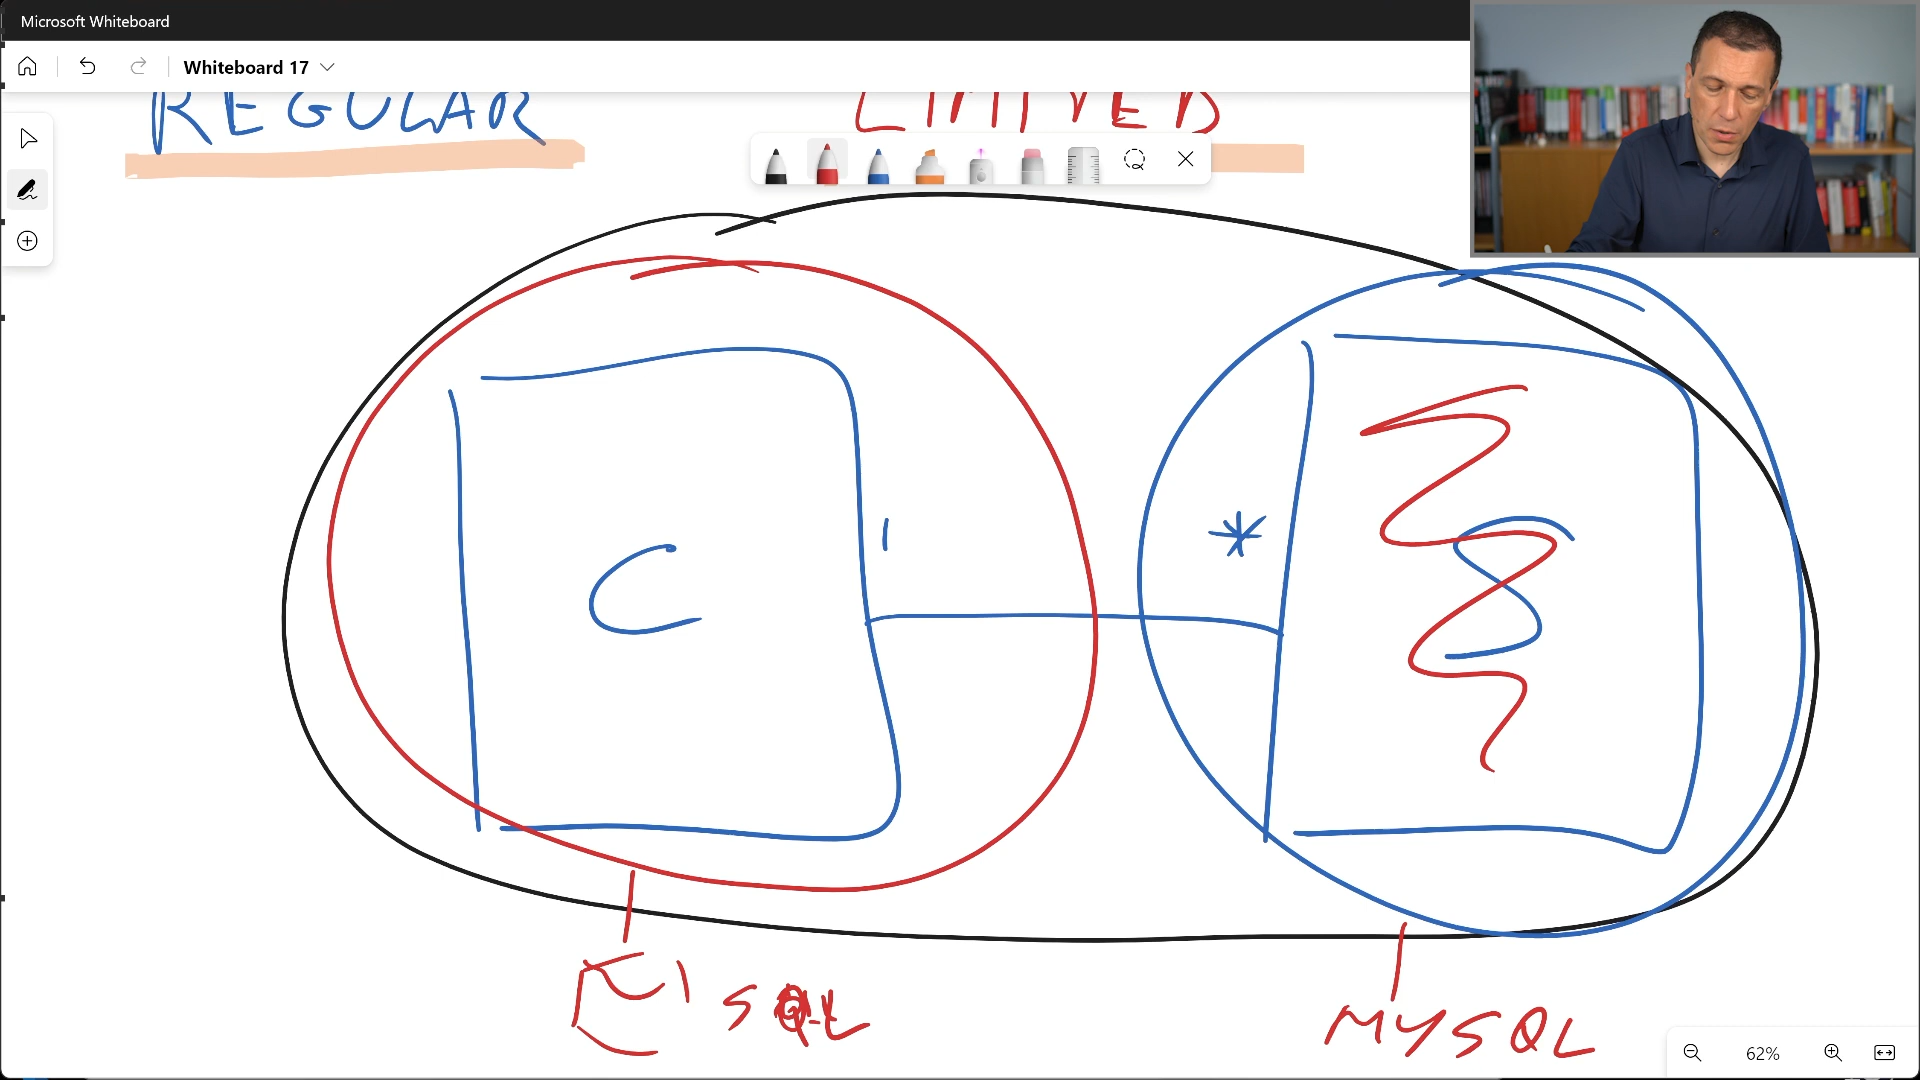 Microsoft Whiteboard
Whiteboard 17
REGULAR LIMITED
C 1 * S
SQL MYSQL
62%